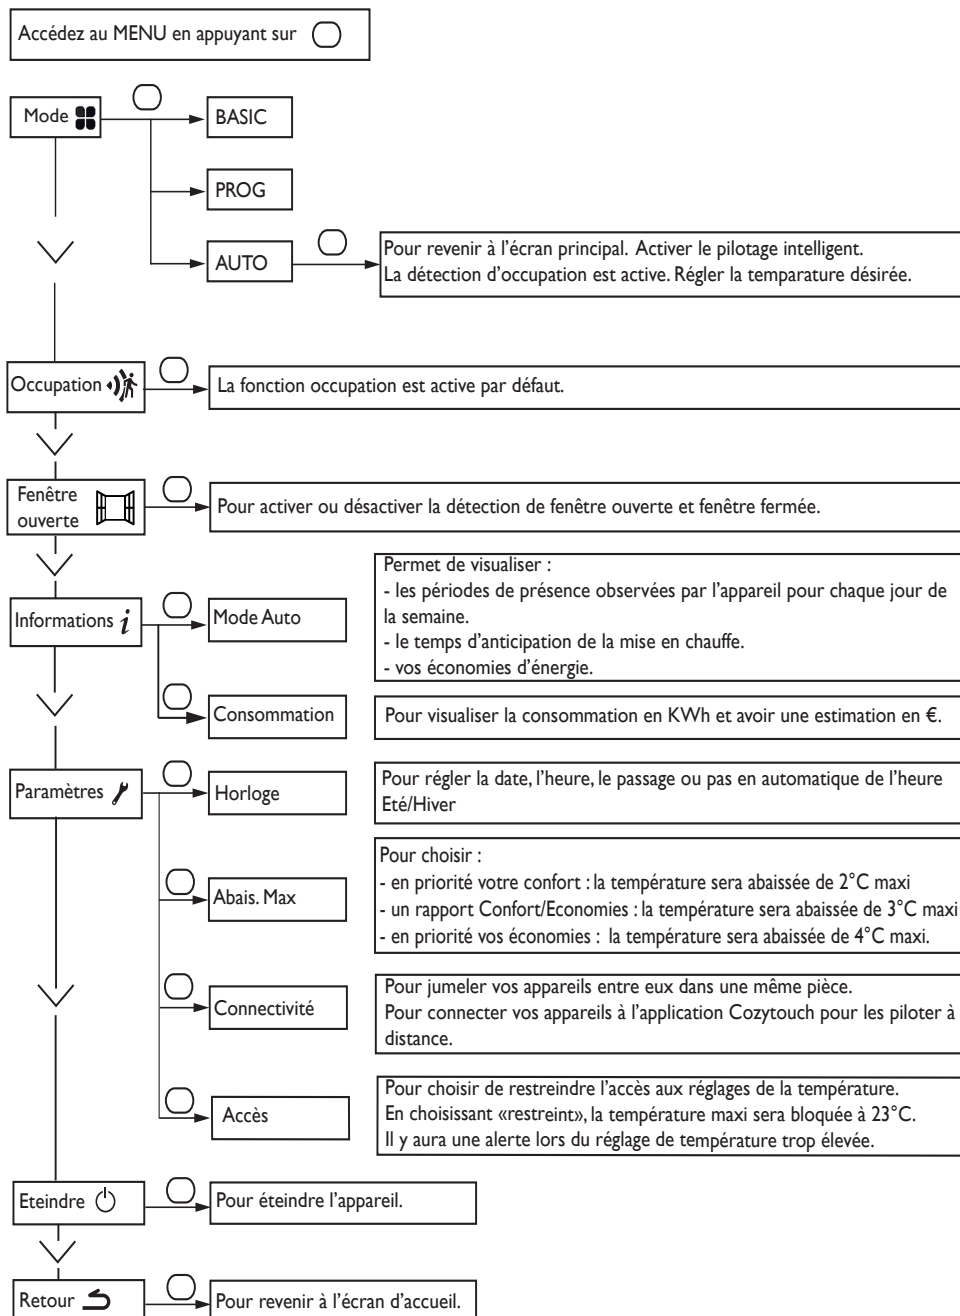 Accédez au MENU en appuyant sur
Mode
BASIC
PROG
AUTO
Pour revenir à l'écran principal. Activer le pilotage intelligent.
La détection d'occupation est active. Régler la temparature désirée.
Occupation
La fonction occupation est active par défaut.
Fenêtre
ouverte
Pour activer ou désactiver la détection de fenêtre ouverte et fenêtre fermée.
Informations i
Mode Auto
Permet de visualiser :
- les périodes de présence observées par l'appareil pour chaque jour de
la semaine.
- le temps d'anticipation de la mise en chauffe.
- vos économies d'énergie.
Consommation
Pour visualiser la consommation en KWh et avoir une estimation en €.
Paramètres
Horloge
Pour régler la date, l'heure, le passage ou pas en automatique de l'heure
Eté/Hiver
Abais. Max
Pour choisir :
- en priorité votre confort : la température sera abaissée de 2°C maxi
- un rapport Confort/Economies : la température sera abaissée de 3°C maxi
- en priorité vos économies : la température sera abaissée de 4°C maxi.
Connectivité
Pour jumeler vos appareils entre eux dans une même pièce.
Pour connecter vos appareils à l'application Cozytouch pour les piloter à
distance.
Accès
Pour choisir de restreindre l'accès aux réglages de la température.
En choisissant «restreint», la température maxi sera bloquée à 23°C.
Il y aura une alerte lors du réglage de température trop élevée.
Eteindre
Pour éteindre l'appareil.
Retour
Pour revenir à l'écran d'accueil.